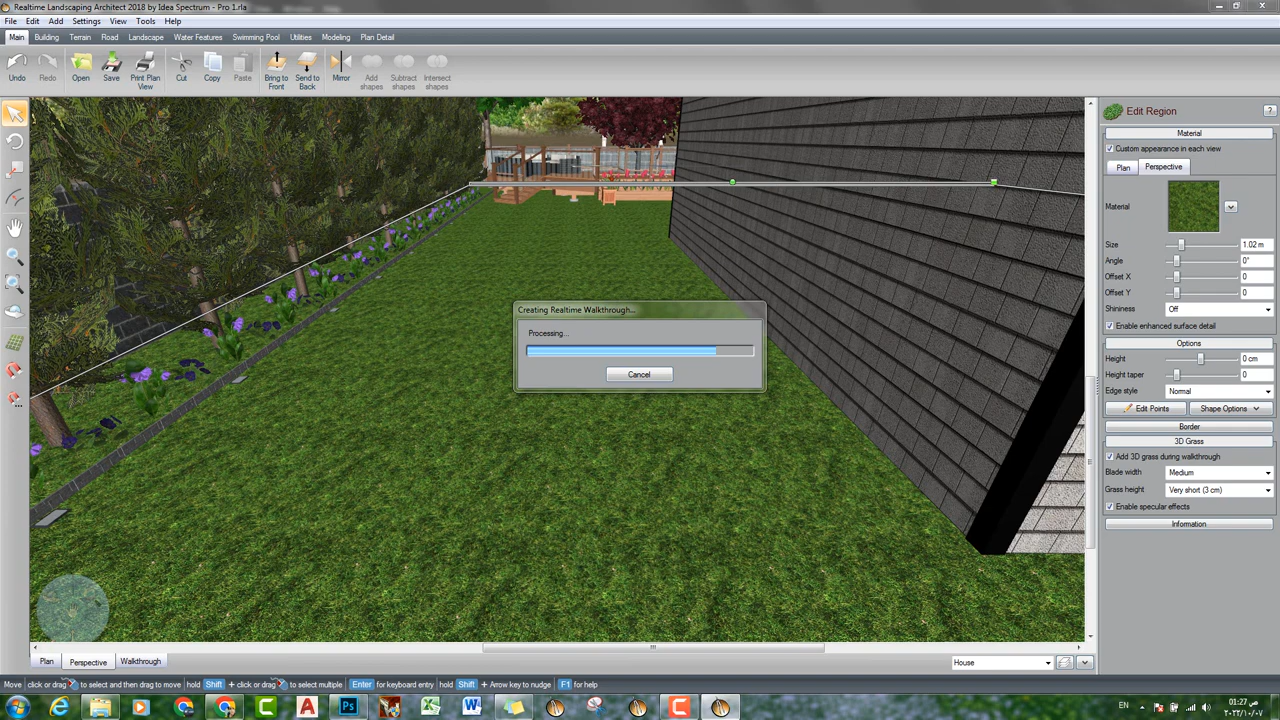 Realtime Landscaping Architect 2018 by Idea Spectrum - Pro 1.rla
File Edit Add Settings View Tools Help
Main Building Terrain Road Landscape Water Features Swimming Pool Utilities Modeling Plan Detail
Undo Redo Open Save Print Plan View Cut Copy Paste Bring to Front Send to Back Mirror Add shapes Subtract shapes Intersect shapes
Edit Region
?
Material
Custom appearance in each view
Plan Perspective
Material
Size 1.02 m
Angle 0°
Offset X 0
Offset Y 0
Shininess Off
Enable enhanced surface detail
Options
Height 0 cm
Height taper 0
Edge style Normal
Edit Points Shape Options
Border
3D Grass
Add 3D grass during walkthrough
Blade width Medium
Grass height Very short (3 cm)
Enable specular effects
Information
Creating Realtime Walkthrough...
Processing...
Cancel
Plan Perspective Walkthrough
House
Move click or drag to select and then drag to move hold Shift + click or drag to select multiple Enter for keyboard entry hold Shift + Arrow key to nudge F1 for help
Ps
W
EN
01:27 ص
٢٠٢٣/١٠/٠٧